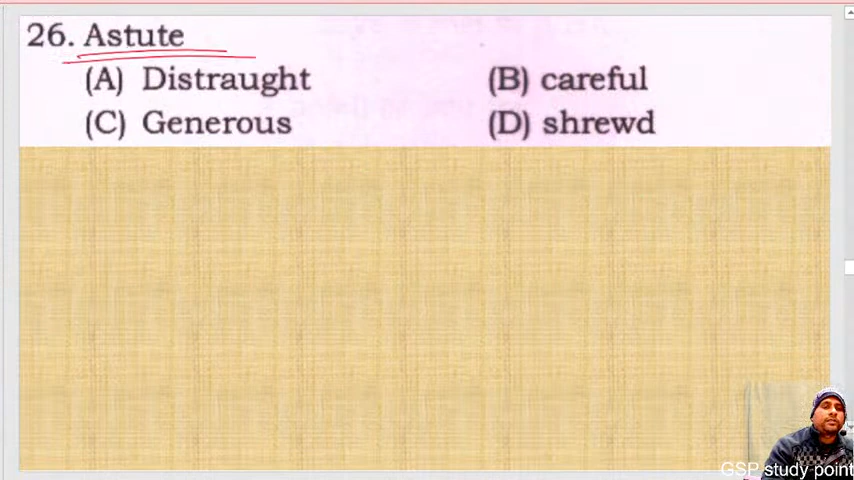 26. Astute
(A) Distraught (B) careful
(C) Generous (D) shrewd
GSP study point